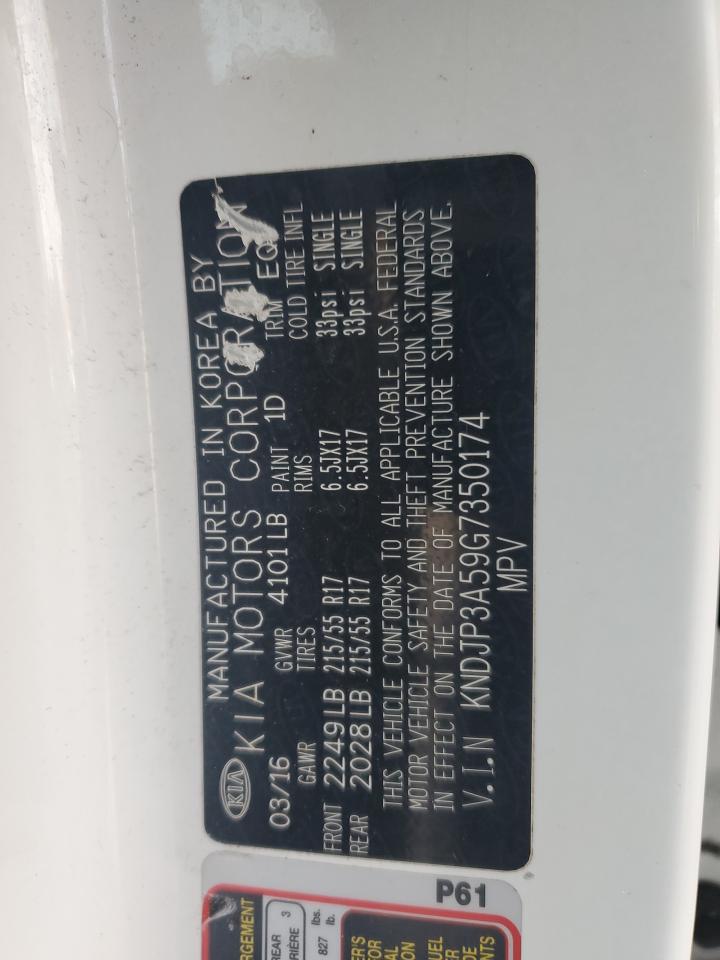 MANUFACTURED IN KOREA BY
KIA KIA MOTORS CORPORATION
03/16 GVWR 4101LB PAINT 1D TRIM EQ
GAWR TIRES RIMS COLD TIRE INFL
FRONT 2249LB 215/55 R17 6.5JX17 33psi SINGLE
REAR 2028LB 215/55 R17 6.5JX17 33psi SINGLE
THIS VEHICLE CONFORMS TO ALL APPLICABLE U.S.A. FEDERAL
MOTOR VEHICLE SAFETY AND THEFT PREVENTION STANDARDS
IN EFFECT ON THE DATE OF MANUFACTURE SHOWN ABOVE.
V.I.N KNDJP3A59G7350174
MPV
P61
REAR 3
827 lbs.
lb.